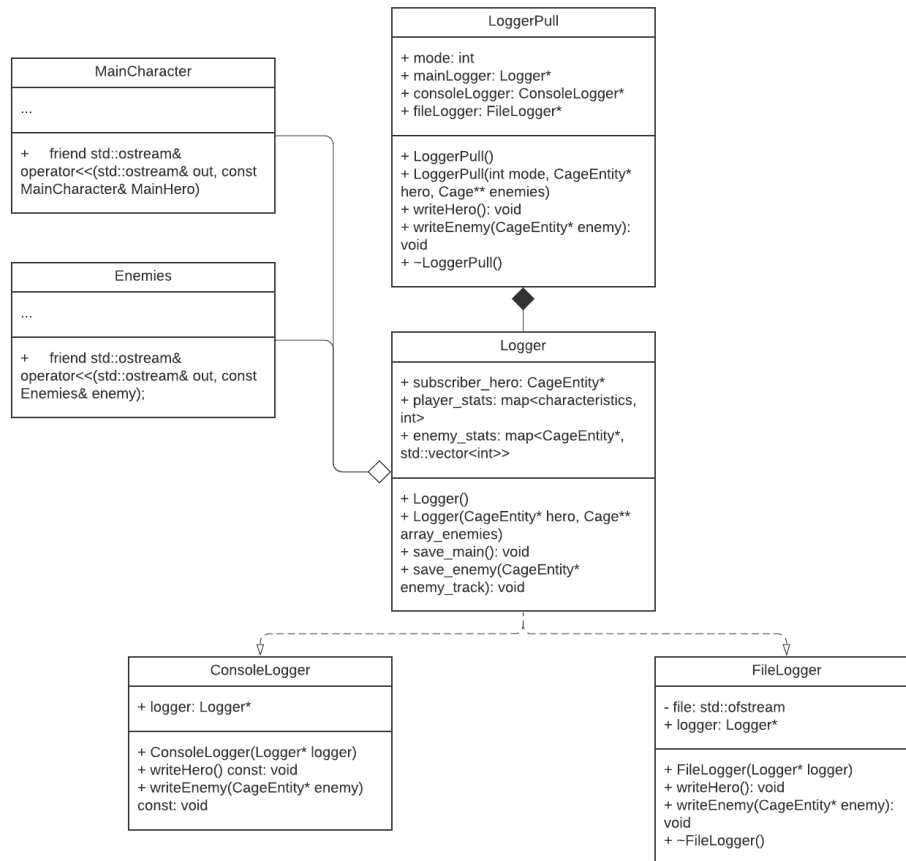 LoggerPull
+ mode: int
+ mainLogger: Logger*
+ consoleLogger: ConsoleLogger*
+ fileLogger: FileLogger*
+ LoggerPull()
+ LoggerPull(int mode, CageEntity*
hero, Cage** enemies)
+ writeHero(): void
+ writeEnemy(CageEntity* enemy):
void
+ ~LoggerPull()
MainCharacter
...
+ friend std::ostream&
operator<<(std::ostream& out, const
MainCharacter& MainHero)
Enemies
...
+ friend std::ostream&
operator<<(std::ostream& out, const
Enemies& enemy);
Logger
+ subscriber_hero: CageEntity*
+ player_stats: map<characteristics,
int>
+ enemy_stats: map<CageEntity*,
std::vector<int>>
+ Logger()
+ Logger(CageEntity* hero, Cage**
array_enemies)
+ save_main(): void
+ save_enemy(CageEntity*
enemy_track): void
ConsoleLogger
+ logger: Logger*
+ ConsoleLogger(Logger* logger)
+ writeHero() const: void
+ writeEnemy(CageEntity* enemy)
const: void
FileLogger
- file: std::ofstream
+ logger: Logger*
+ FileLogger(Logger* logger)
+ writeHero(): void
+ writeEnemy(CageEntity* enemy):
void
+ ~FileLogger()